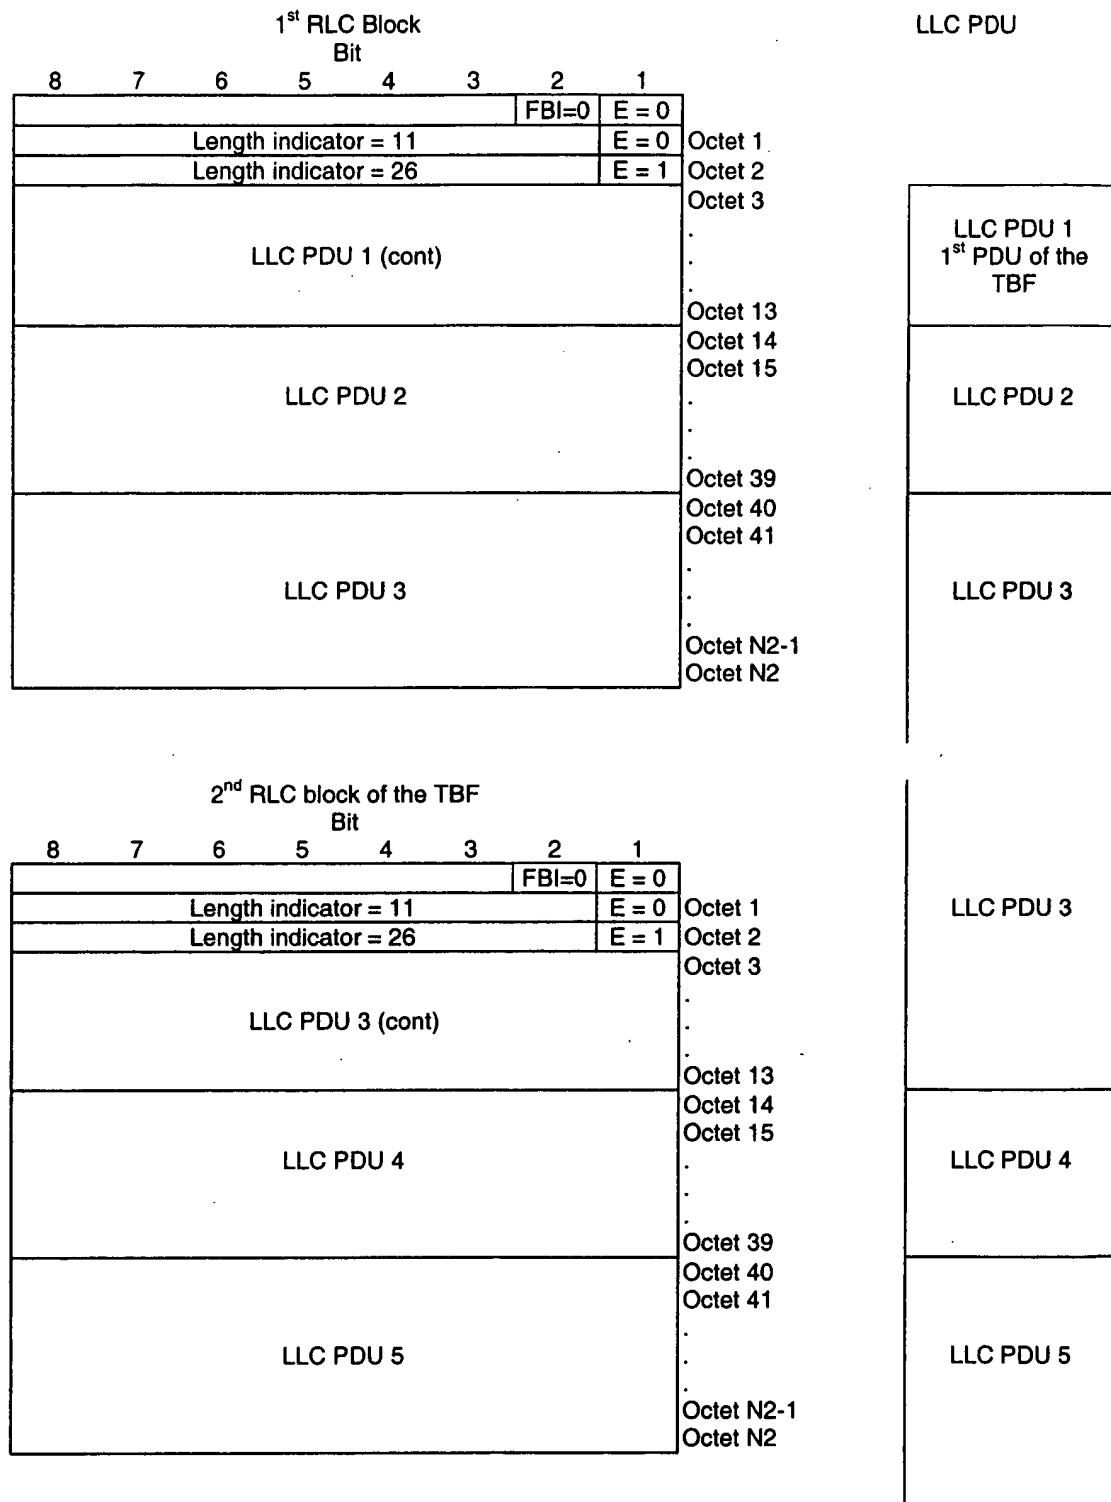 1st RLC Block
LLC PDU
Bit
8 7 6 5 4 3 2 1
FBI=0 E = 0
Length indicator = 11 E = 0 Octet 1
Length indicator = 26 E = 1 Octet 2
Octet 3
LLC PDU 1 (cont)
.
.
.
Octet 13
LLC PDU 1
1st PDU of the
TBF
Octet 14
Octet 15
LLC PDU 2
.
.
.
Octet 39
LLC PDU 2
Octet 40
Octet 41
LLC PDU 3
.
.
.
Octet N2-1
Octet N2
LLC PDU 3
2nd RLC block of the TBF
Bit
8 7 6 5 4 3 2 1
FBI=0 E = 0
Length indicator = 11 E = 0 Octet 1
Length indicator = 26 E = 1 Octet 2
Octet 3
LLC PDU 3 (cont)
.
.
.
Octet 13
LLC PDU 3
Octet 14
Octet 15
LLC PDU 4
.
.
.
Octet 39
LLC PDU 4
Octet 40
Octet 41
LLC PDU 5
.
.
.
Octet N2-1
Octet N2
LLC PDU 5